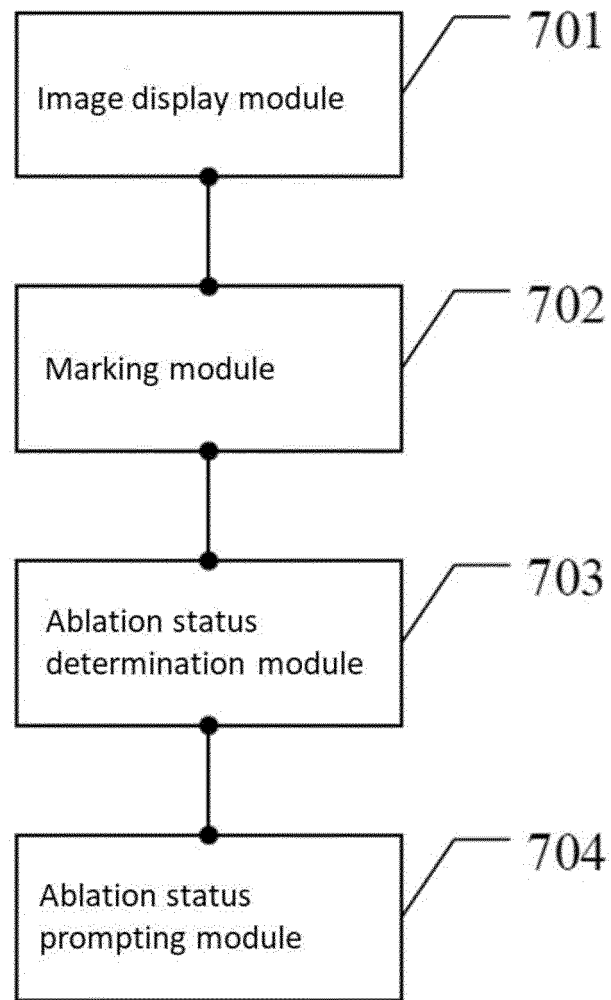 701
Image display module
702
Marking module
703
Ablation status
determination module
704
Ablation status
prompting module